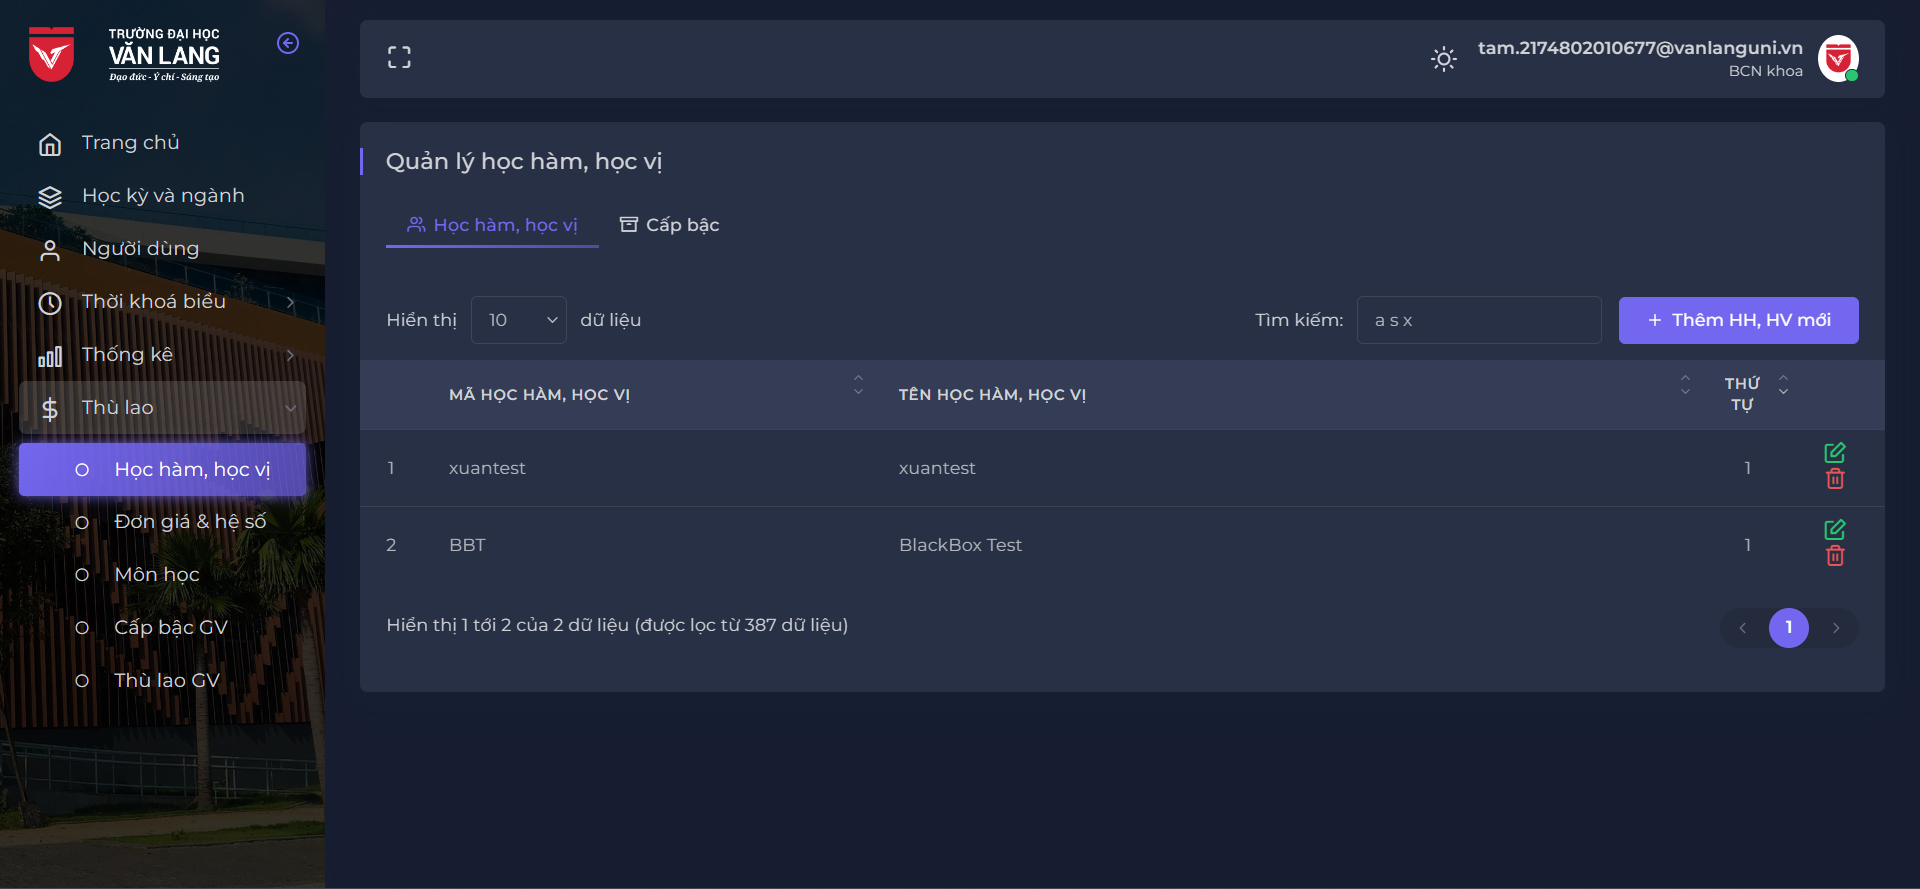 TRƯỜNG ĐẠI HỌC
VĂN LANG
Đạo đức - Ý chí - Sáng tạo
Trang chủ
Học kỳ và ngành
Người dùng
Thời khoá biểu
Thống kê
Thù lao
Học hàm, học vị
Đơn giá & hệ số
Môn học
Cấp bậc GV
Thù lao GV
tam.2174802010677@vanlanguni.vn
BCN khoa
Quản lý học hàm, học vị
Học hàm, học vị Cấp bậc
Hiển thị 10 dữ liệu Tìm kiếm: a s x + Thêm HH, HV mới
MÃ HỌC HÀM, HỌC VỊ TÊN HỌC HÀM, HỌC VỊ THỨ TỰ
1 xuantest xuantest 1
2 BBT BlackBox Test 1
Hiển thị 1 tới 2 của 2 dữ liệu (được lọc từ 387 dữ liệu) 1